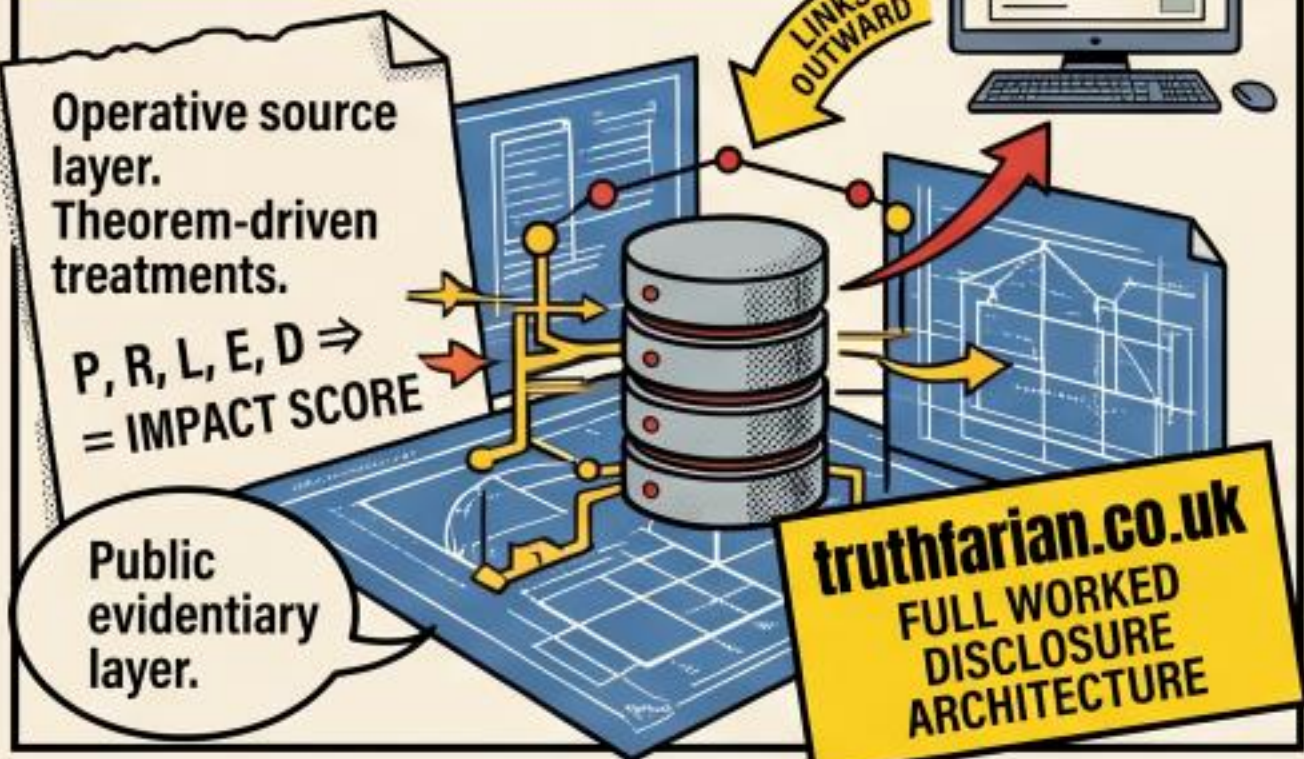 LINKS
OUTWARD
Operative source
layer.
Theorem-driven
treatments.
P, R, L, E, D ⇒
= IMPACT SCORE
Public
evidentiary
layer.
truthfarian.co.uk
FULL WORKED
DISCLOSURE
ARCHITECTURE